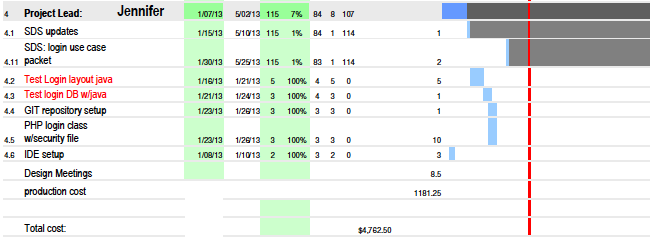 4 Project Lead: Jennifer 1/07/13 5/02/13 115 7% 84 8 107
4.1 SDS updates 1/15/13 5/10/13 115 1% 84 1 114 1
SDS: login use case
4.11 packet 1/30/13 5/25/13 115 1% 83 1 114 2
4.2 Test Login layout java 1/16/13 1/21/13 5 100% 4 5 0 5
4.3 Test login DB w/java 1/21/13 1/24/13 3 100% 4 3 0 1
4.4 GIT repository setup 1/23/13 1/26/13 3 100% 3 3 0 1
PHP login class
4.5 w/security file 1/23/13 1/26/13 3 100% 3 3 0 10
4.6 IDE setup 1/08/13 1/10/13 2 100% 3 2 0 3
Design Meetings 8.5
production cost 1181.25
Total cost: $4,762.50